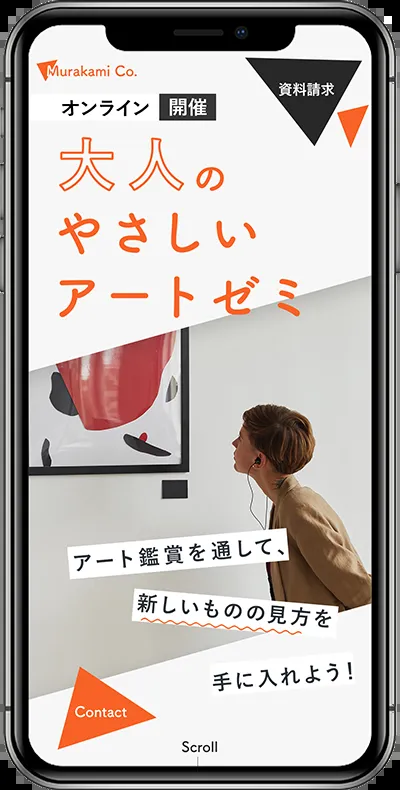 Murakami Co.
資料請求
オンライン 開催
大人の
やさしい
アートゼミ
アート鑑賞を通して、
新しいものの見方を
手に入れよう！
Contact
Scroll